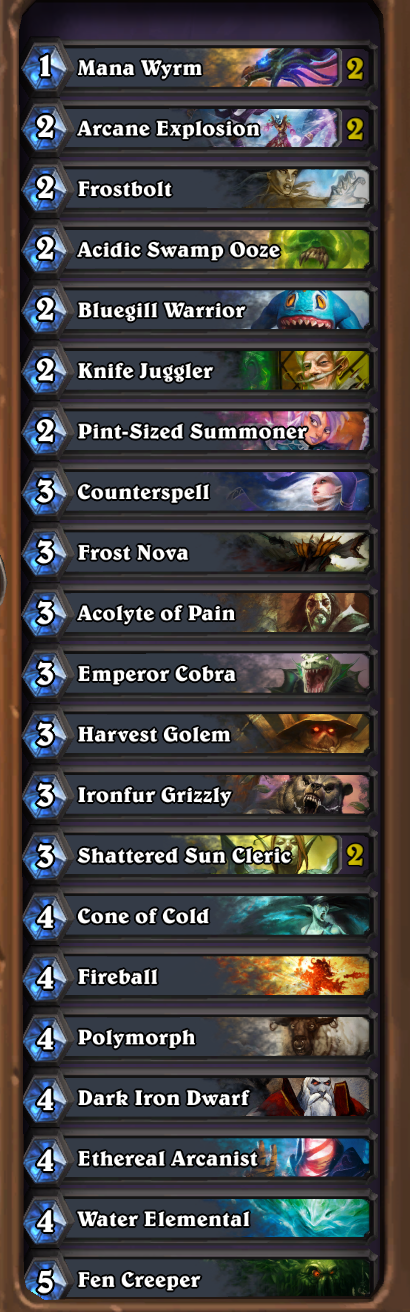 1 Mana Wyrm 2
2 Arcane Explosion 2
2 Frostbolt
2 Acidic Swamp Ooze
2 Bluegill Warrior
2 Knife Juggler
2 Pint-Sized Summoner
3 Counterspell
3 Frost Nova
3 Acolyte of Pain
3 Emperor Cobra
3 Harvest Golem
3 Ironfur Grizzly
3 Shattered Sun Cleric 2
4 Cone of Cold
4 Fireball
4 Polymorph
4 Dark Iron Dwarf
4 Ethereal Arcanist
4 Water Elemental
5 Fen Creeper